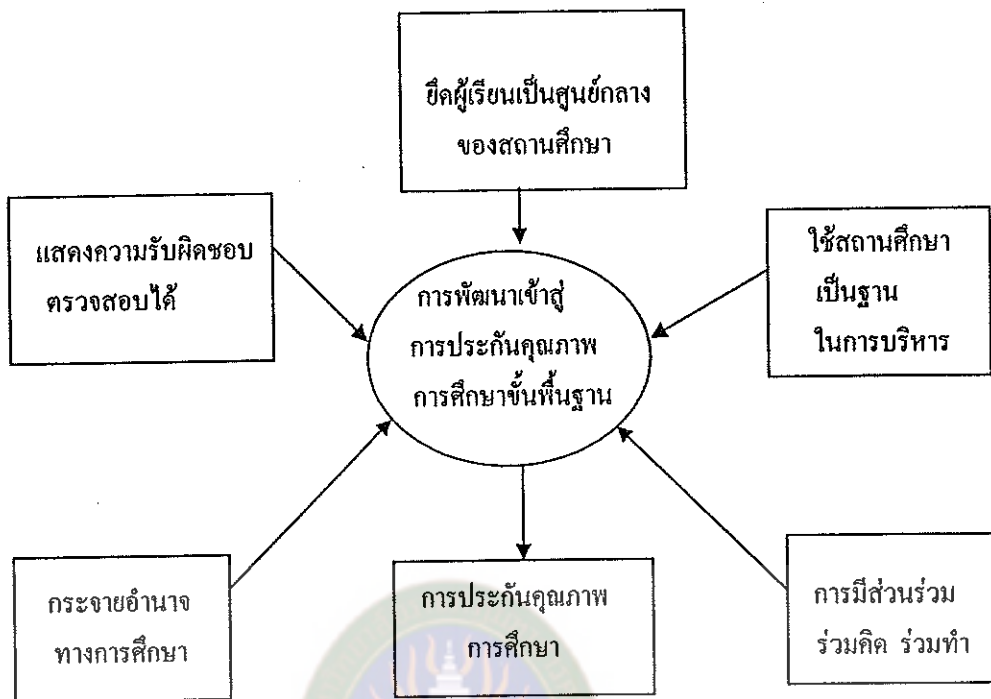 ยึดผู้เรียนเป็นศูนย์กลาง
ของสถานศึกษา
แสดงความรับผิดชอบ
ตรวจสอบได้
ใช้สถานศึกษา
เป็นฐาน
ในการบริหาร
การพัฒนาเข้าสู่
การประกันคุณภาพ
การศึกษาขั้นพื้นฐาน
กระจายอำนาจ
ทางการศึกษา
การประกันคุณภาพ
การศึกษา
การมีส่วนร่วม
ร่วมคิด ร่วมทำ